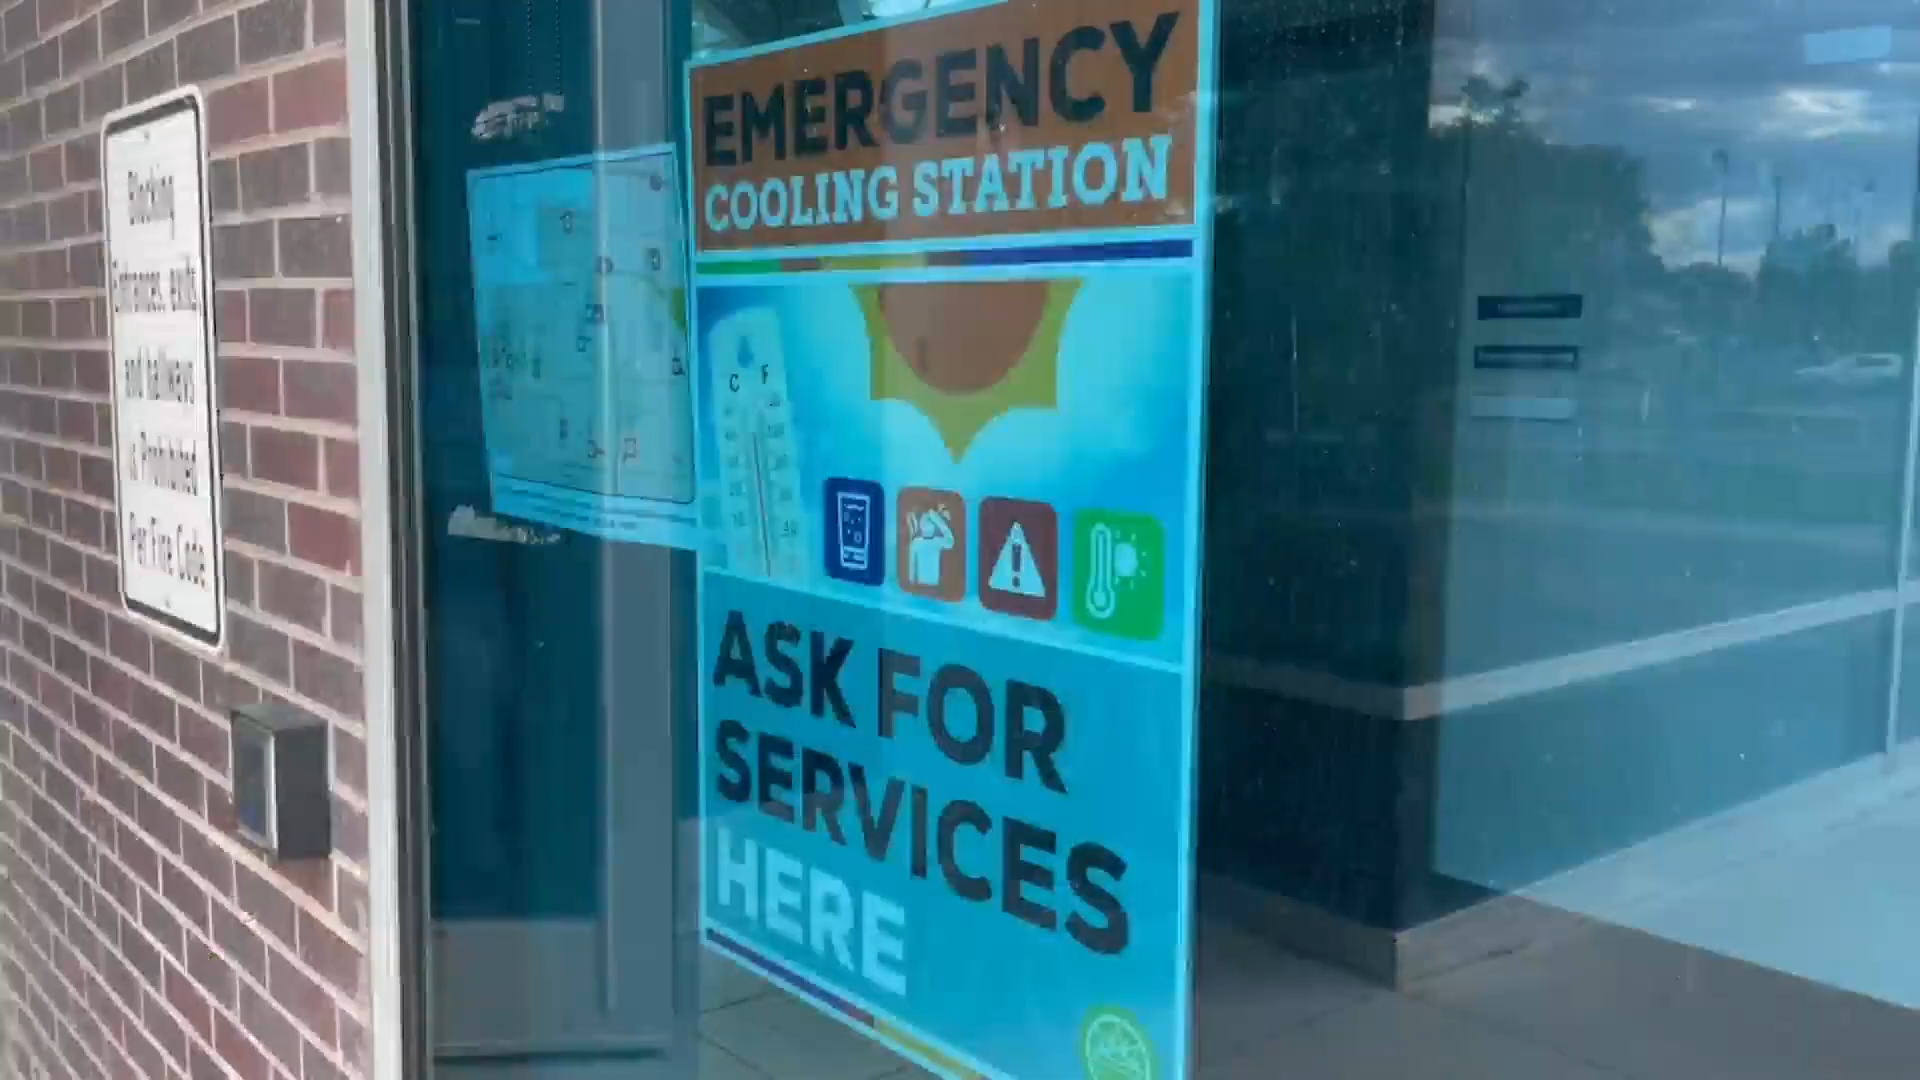 Blocking
Entrances, exits,
and hallways
is Prohibited
Per Fire Code
EMERGENCY
COOLING STATION
C F
ASK FOR
SERVICES
HERE